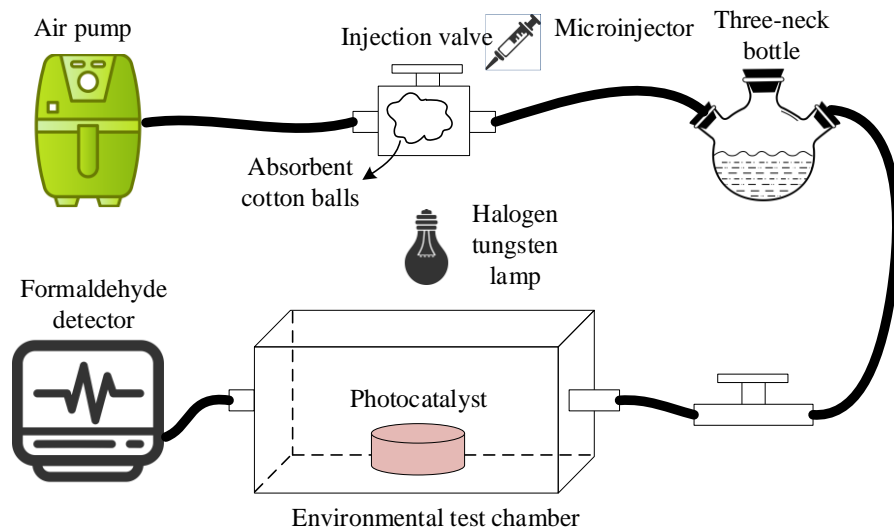 Air pump
Injection valve
Microinjector
Three-neck
bottle
Absorbent
cotton balls
Halogen
tungsten
lamp
Formaldehyde
detector
Photocatalyst
Environmental test chamber